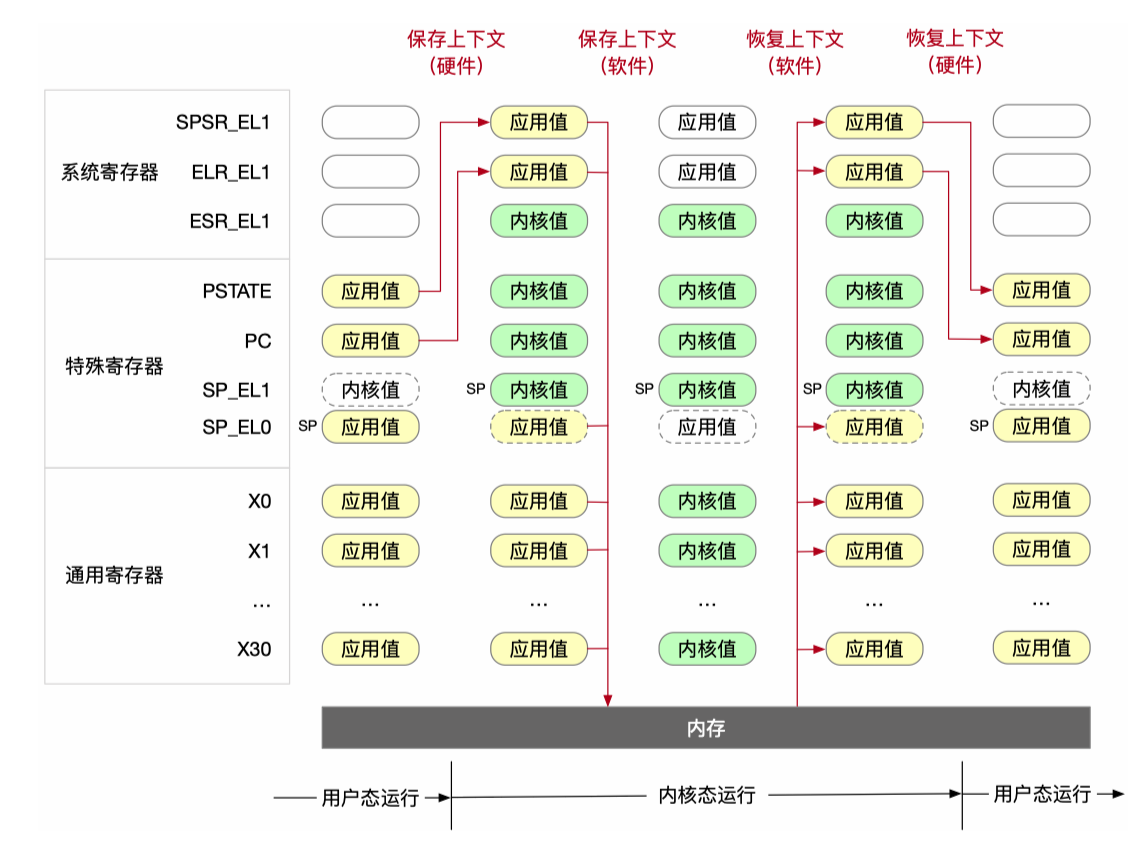 保存上下文 保存上下文 恢复上下文 恢复上下文
（硬件） （软件） （软件） （硬件）
SPSR_EL1 应用值 应用值 应用值
系统寄存器 ELR_EL1 应用值 应用值 应用值
ESR_EL1 内核值 内核值 内核值
PSTATE 应用值 内核值 内核值 内核值 应用值
PC 应用值 内核值 内核值 内核值 应用值
特殊寄存器
SP_EL1 内核值 SP 内核值 SP 内核值 SP 内核值 内核值
SP_EL0 SP 应用值 应用值 应用值 应用值 SP 应用值
X0 应用值 应用值 内核值 应用值 应用值
X1 应用值 应用值 内核值 应用值 应用值
通用寄存器
... ... ... ... ... ...
X30 应用值 应用值 内核值 应用值 应用值
内存
用户态运行 内核态运行 用户态运行